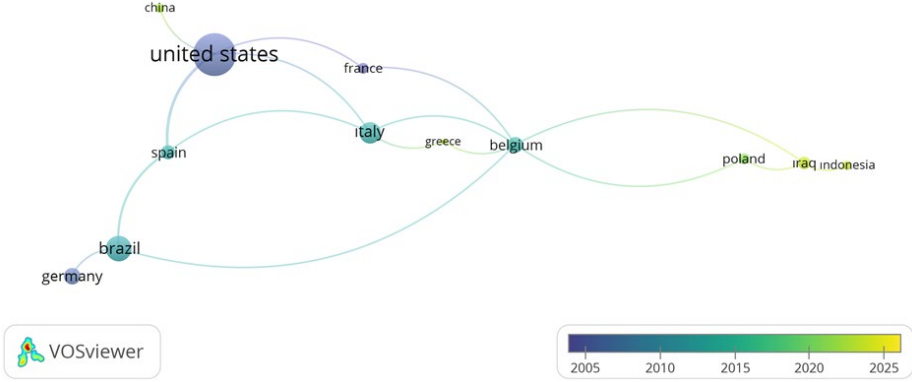 china
united states
france
italy
greece
belgium
spain
poland
iraq
indonesia
brazil
germany
VOSviewer
2005 2010 2015 2020 2025